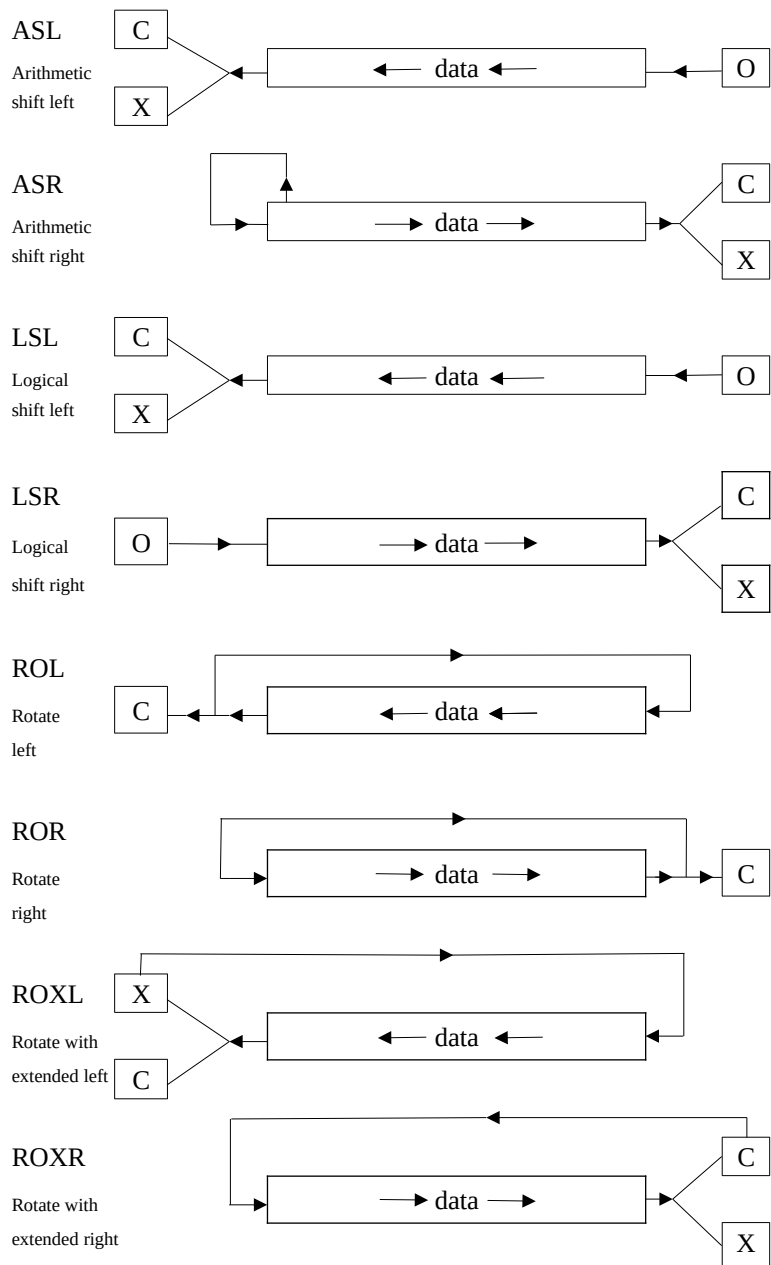 ASL
C
data
O
Arithmetic
shift left
X
ASR
C
Arithmetic
data
shift right
X
LSL
C
Logical
data
O
shift left
X
LSR
C
O
data
Logical
shift right
X
ROL
C
data
Rotate
left
ROR
Rotate
data
C
right
ROXL
X
Rotate with
data
extended left
C
ROXR
C
Rotate with
data
extended right
X